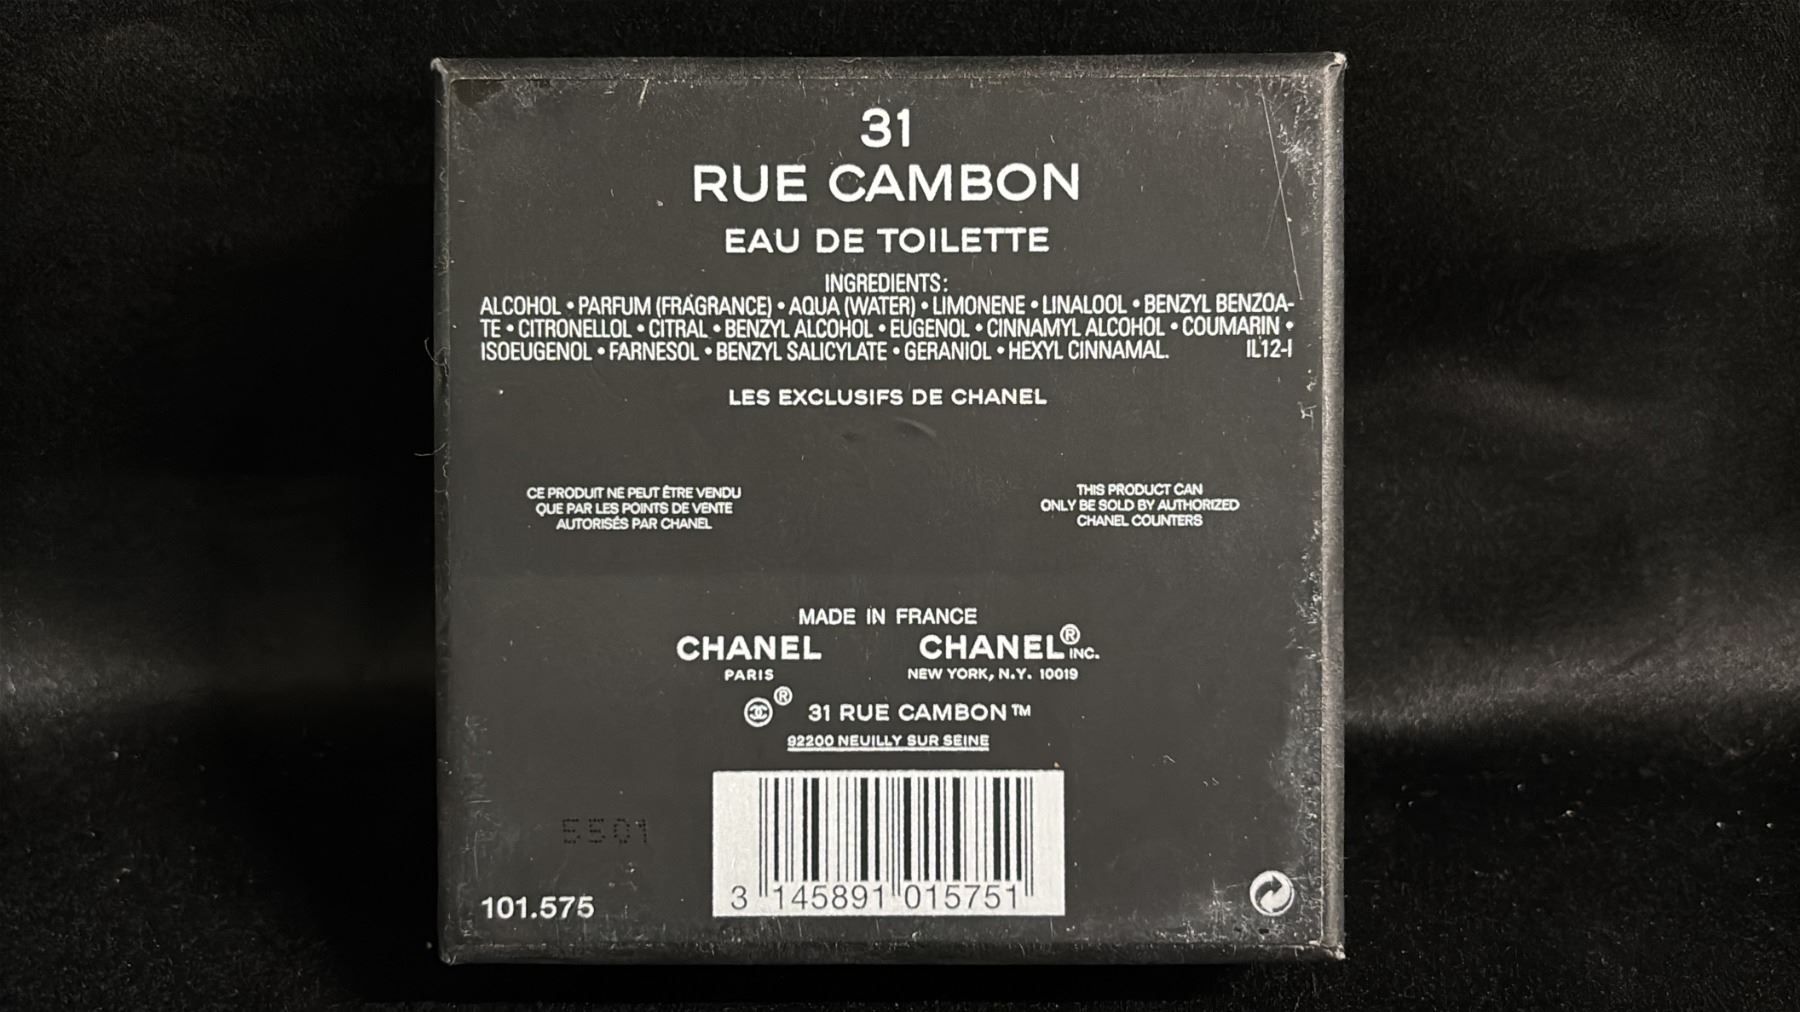 31
RUE CAMBON
EAU DE TOILETTE
INGREDIENTS:
ALCOHOL • PARFUM (FRAGRANCE) • AQUA (WATER) • LIMONENE • LINALOOL • BENZYL BENZOA-
TE • CITRONELLOL • CITRAL • BENZYL ALCOHOL • EUGENOL • CINNAMYL ALCOHOL • COUMARIN •
ISOEUGENOL • FARNESOL • BENZYL SALICYLATE • GERANIOL • HEXYL CINNAMAL. IL12-I
LES EXCLUSIFS DE CHANEL
CE PRODUIT NE PEUT ÊTRE VENDU
QUE PAR LES POINTS DE VENTE
AUTORISÉS PAR CHANEL
THIS PRODUCT CAN
ONLY BE SOLD BY AUTHORIZED
CHANEL COUNTERS
MADE IN FRANCE
CHANEL
PARIS
CHANEL® INC.
NEW YORK, N.Y. 10019
® 31 RUE CAMBON™
92200 NEUILLY SUR SEINE
5501
3 145891 015751
101.575